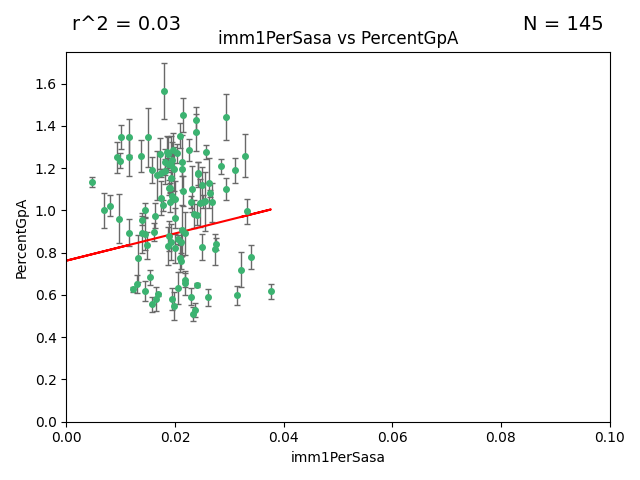 r^2 = 0.03
N = 145
imm1PerSasa vs PercentGpA
PercentGpA
1.6
1.4
1.2
1.0
0.8
0.6
0.4
0.2
0.0
0.00 0.02 0.04 0.06 0.08 0.10
imm1PerSasa